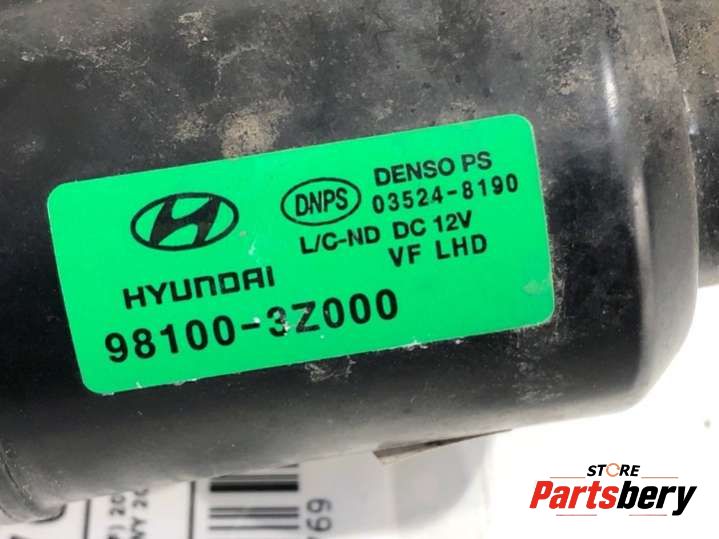 DENSO PS
DNPS
03524-8190
L/C-ND DC 12V
VF LHD
HYUNDAI
98100-3Z000
STORE
Partsbery